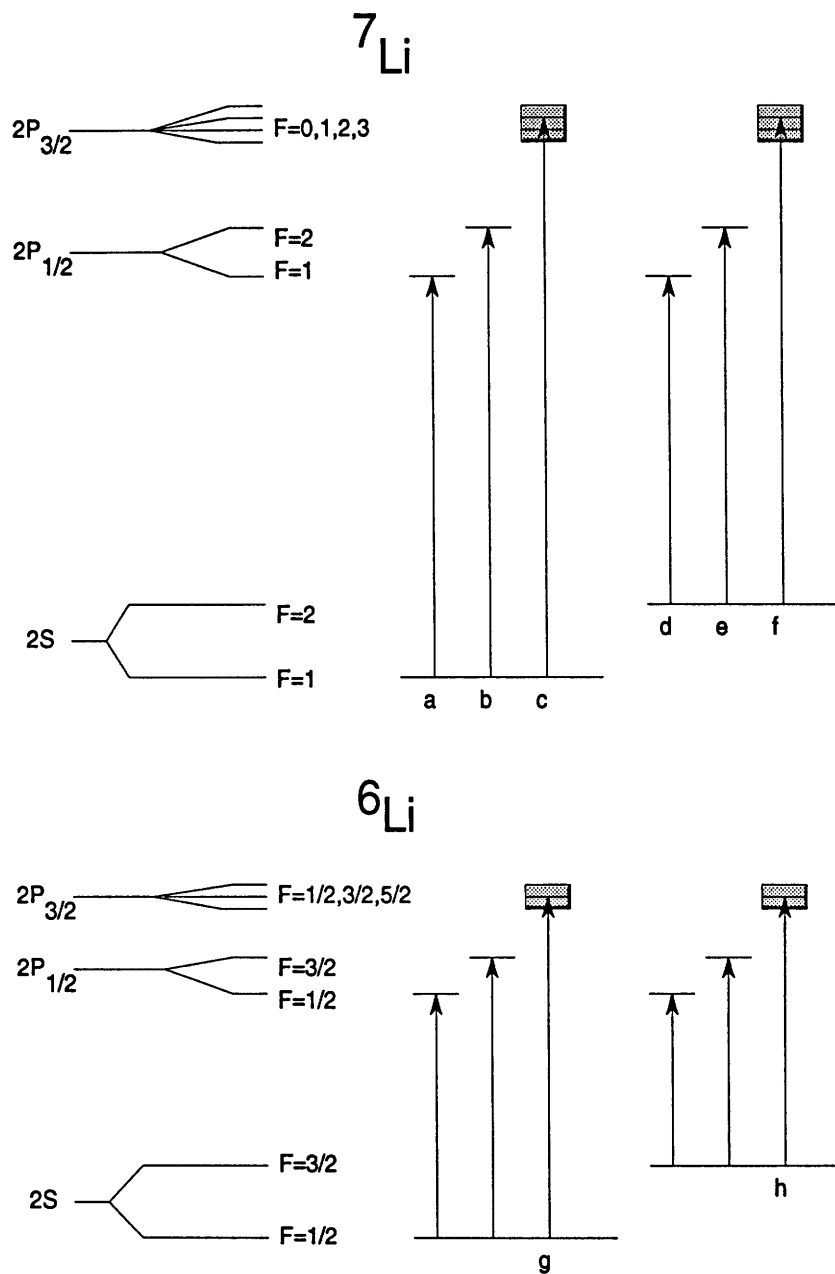 7Li
2P3/2
F=0,1,2,3
2P1/2
F=2
F=1
2S
F=2
F=1
a b c
d e f
6Li
2P3/2
F=1/2,3/2,5/2
2P1/2
F=3/2
F=1/2
2S
F=3/2
F=1/2
g
h